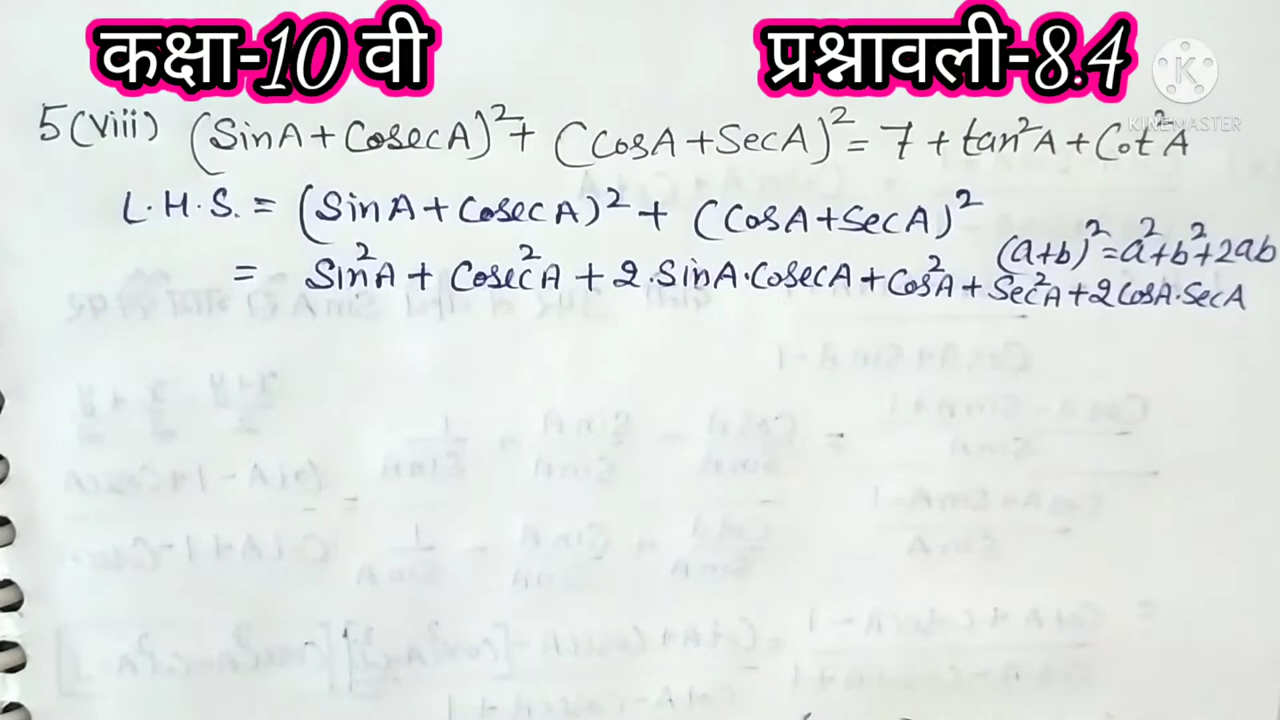 कक्षा-10 वी
प्रश्नावली-8.4
K
KINEMASTER
5(viii) (SinA+CosecA)²+ (CosA+SecA)²= 7+tan²A+Cot²A
L.H.S. = (SinA+CosecA)² + (CosA+SecA)²
(a+b)²=a²+b²+2ab
= Sin²A + Cosec²A + 2.SinA.CosecA+Cos²A+Sec²A+2CosA.SecA